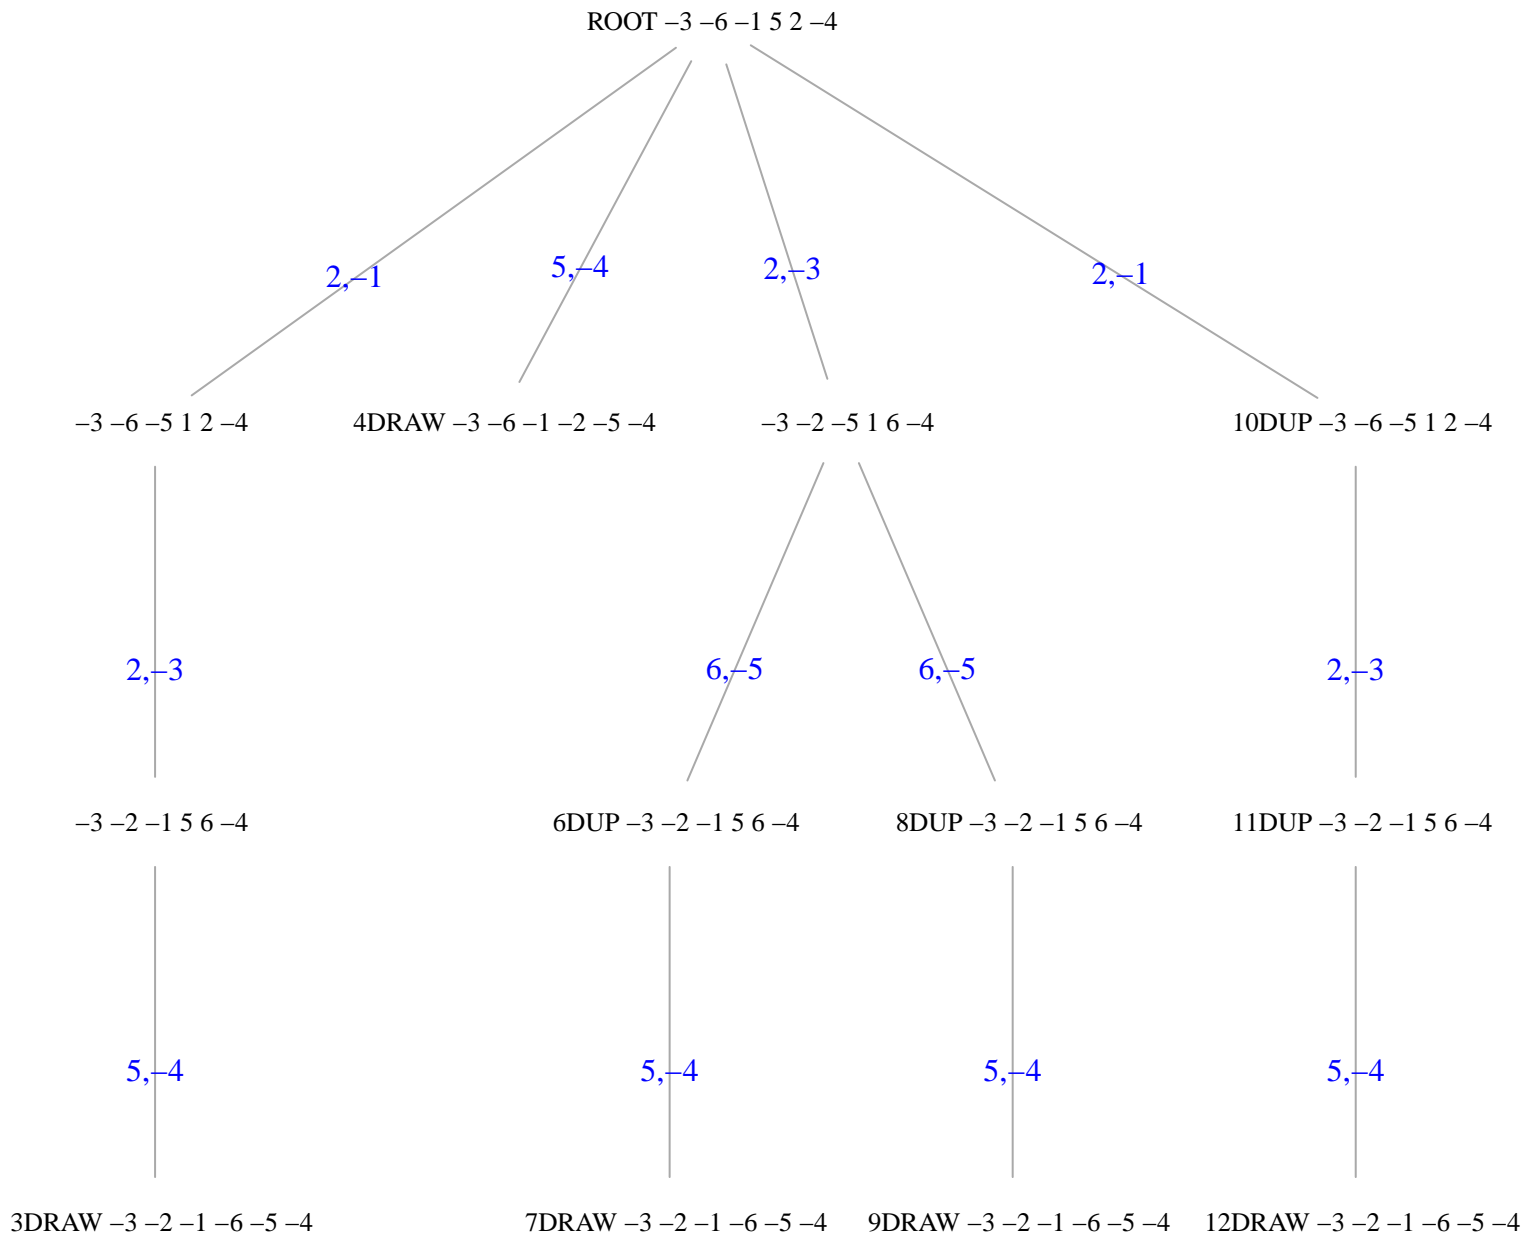 ROOT –3 –6 –1 5 2 –4
2,–1
5,–4
2,–3
2,–1
–3 –6 –5 1 2 –4
4DRAW –3 –6 –1 –2 –5 –4
–3 –2 –5 1 6 –4
10DUP –3 –6 –5 1 2 –4
2,–3
6,–5
6,–5
2,–3
–3 –2 –1 5 6 –4
6DUP –3 –2 –1 5 6 –4
8DUP –3 –2 –1 5 6 –4
11DUP –3 –2 –1 5 6 –4
5,–4
5,–4
5,–4
5,–4
3DRAW –3 –2 –1 –6 –5 –4
7DRAW –3 –2 –1 –6 –5 –4
9DRAW –3 –2 –1 –6 –5 –4
12DRAW –3 –2 –1 –6 –5 –4